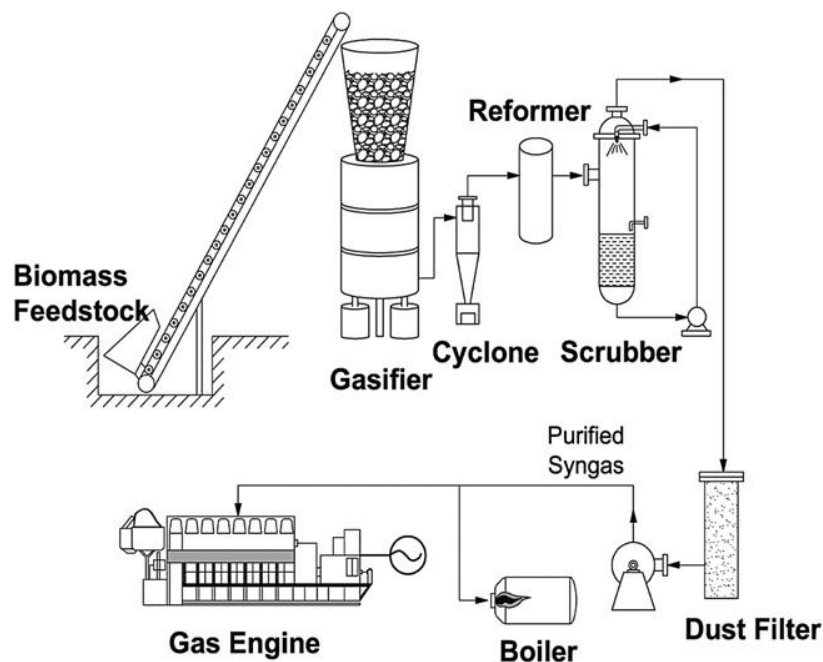 Reformer
Biomass
Feedstock
Gasifier
Cyclone
Scrubber
Purified
Syngas
Gas Engine
Boiler
Dust Filter